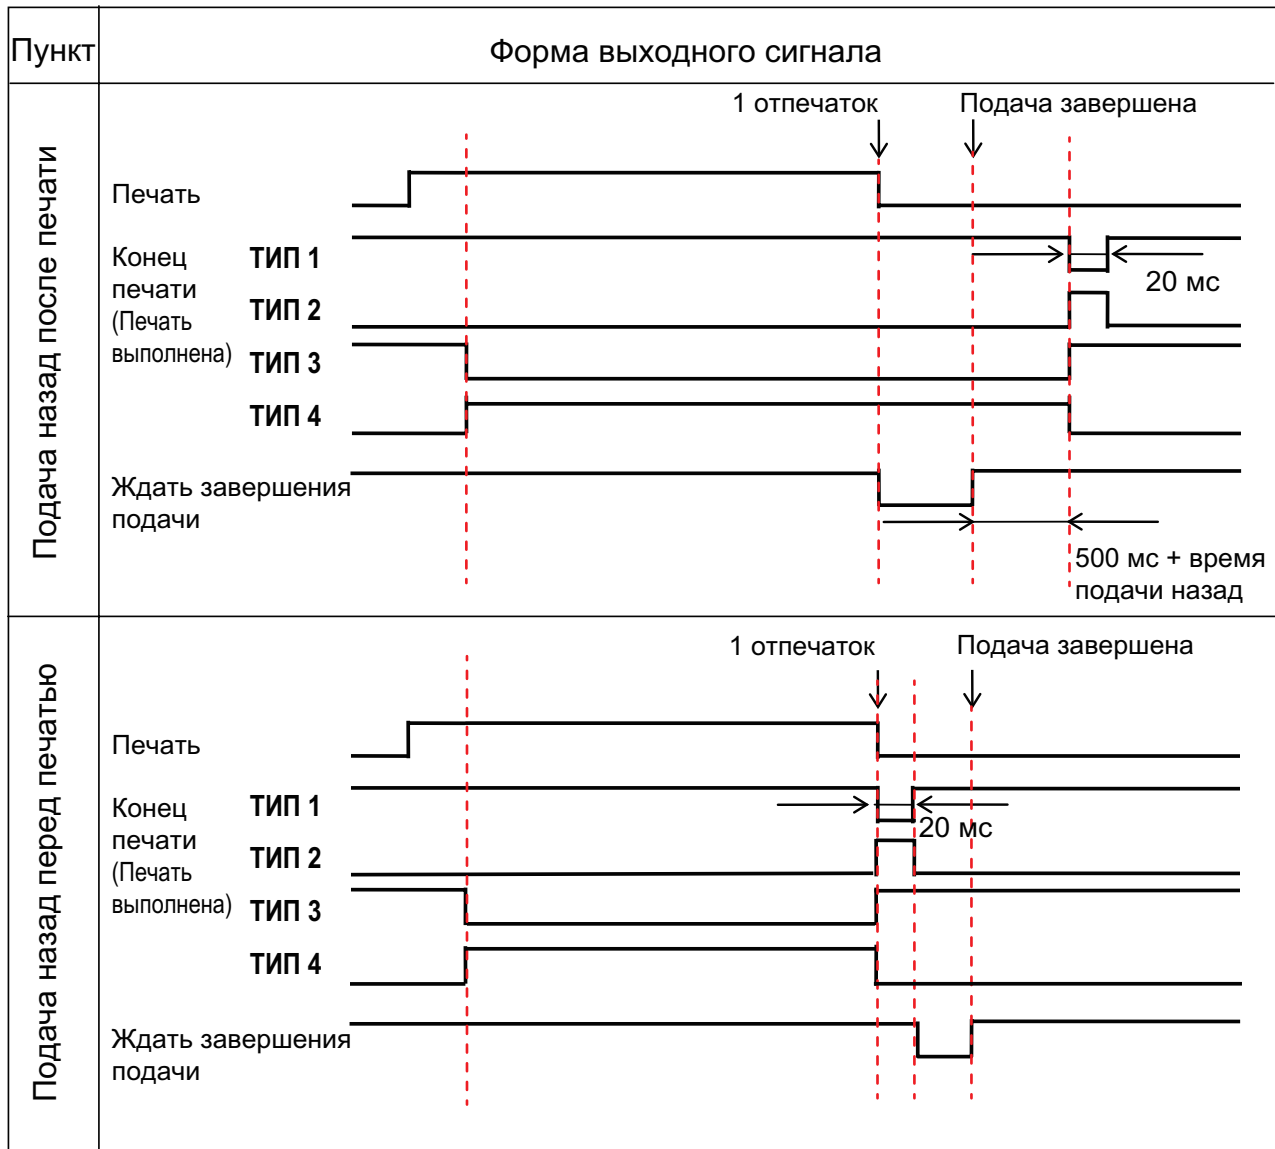 Пункт
Форма выходного сигнала
Подача назад после печати
1 отпечаток
Подача завершена
Печать
Конец
печати
(Печать
выполнена)
ТИП 1
ТИП 2
ТИП 3
ТИП 4
20 мс
Ждать завершения
подачи
500 мс + время
подачи назад
Подача назад перед печатью
1 отпечаток
Подача завершена
Печать
Конец
печати
(Печать
выполнена)
ТИП 1
ТИП 2
ТИП 3
ТИП 4
20 мс
Ждать завершения
подачи